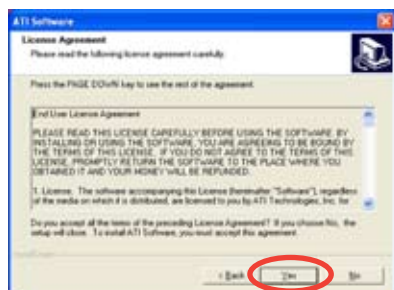 ATI Software
License Agreement
Please read the following license agreement carefully.
Press the PAGE DOWN key to see the rest of the agreement.
End User License Agreement
PLEASE READ THIS LICENSE CAREFULLY BEFORE USING THE SOFTWARE. BY
INSTALLING OR USING THE SOFTWARE, YOU ARE AGREEING TO BE BOUND BY
THE TERMS OF THIS LICENSE. IF YOU DO NOT AGREE TO THE TERMS OF THIS
LICENSE, PROMPTLY RETURN THE SOFTWARE TO THE PLACE WHERE YOU
OBTAINED IT AND YOUR MONEY WILL BE REFUNDED.
1. License. The software accompanying this License (hereinafter "Software"), regardless
of the media on which it is distributed, are licensed to you by ATI Technologies, Inc. for
Do you accept all the terms of the preceding License Agreement? If you choose No, the
setup will close. To install ATI Software, you must accept this agreement.
< Back
Yes
No